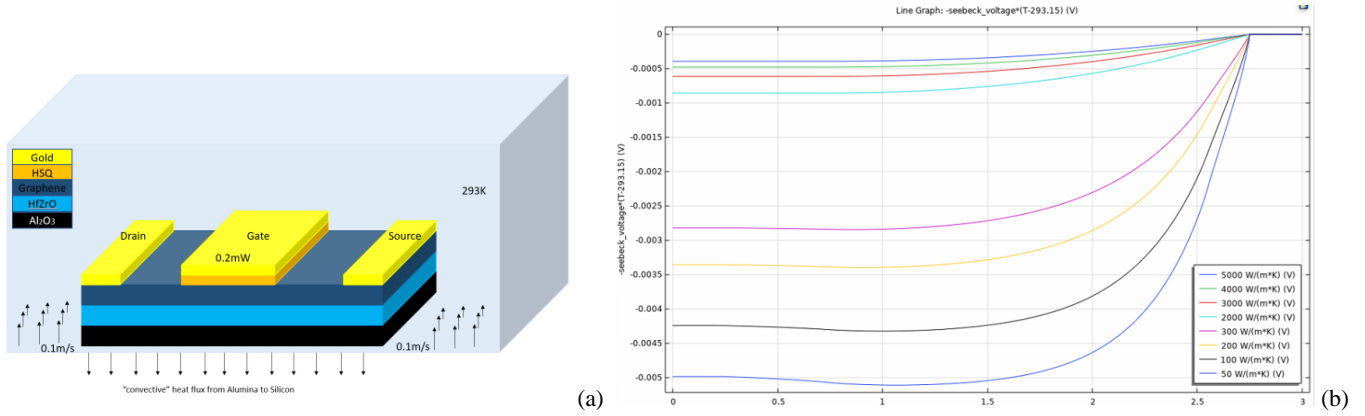 Gold
HSQ
Graphene
HfZrO
Al₂O₃
293K
Drain
Gate
Source
0.2mW
0.1m/s
0.1m/s
"convective" heat flux from Alumina to Silicon
(a)
Line Graph: -seebeck_voltage*(T-293.15) (V)
-seebeck_voltage*(T-293.15) (V)
0
-0.0005
-0.001
-0.0015
-0.002
-0.0025
-0.003
-0.0035
-0.004
-0.0045
-0.005
0
0.5
1
1.5
2
2.5
3
5000 W/(m*K) (V)
4000 W/(m*K) (V)
3000 W/(m*K) (V)
2000 W/(m*K) (V)
300 W/(m*K) (V)
200 W/(m*K) (V)
100 W/(m*K) (V)
50 W/(m*K) (V)
(b)